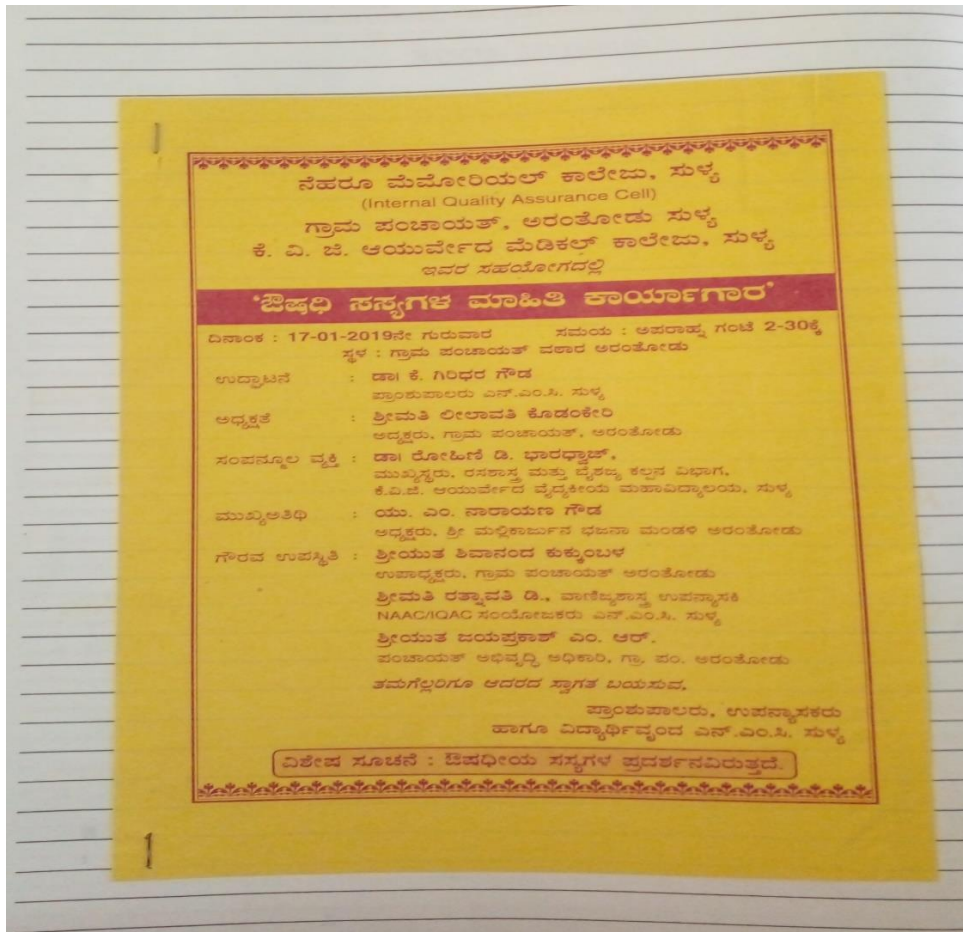 ನೆಹರೂ ಮೆಮೋರಿಯಲ್ ಕಾಲೇಜು, ಸುಳ್ಯ
(Internal Quality Assurance Cell)
ಗ್ರಾಮ ಪಂಚಾಯತ್, ಅರಂತೋಡು ಸುಳ್ಯ
ಕೆ. ವಿ. ಜಿ. ಆಯುರ್ವೇದ ಮೆಡಿಕಲ್ ಕಾಲೇಜು, ಸುಳ್ಯ
ಇವರ ಸಹಯೋಗದಲ್ಲಿ
'ಔಷಧಿ ಸಸ್ಯಗಳ ಮಾಹಿತಿ ಕಾರ್ಯಾಗಾರ'
ದಿನಾಂಕ : 17-01-2019ನೇ ಗುರುವಾರ ಸಮಯ : ಅಪರಾಹ್ನ ಗಂಟೆ 2-30ಕ್ಕೆ
ಸ್ಥಳ : ಗ್ರಾಮ ಪಂಚಾಯತ್ ವಠಾರ ಅರಂತೋಡು
ಉದ್ಘಾಟನೆ : ಡಾ| ಕೆ. ಗಿರಿಧರ ಗೌಡ
ಪ್ರಾಂಶುಪಾಲರು ಎನ್.ಎಂ.ಸಿ. ಸುಳ್ಯ
ಅಧ್ಯಕ್ಷತೆ : ಶ್ರೀಮತಿ ಲೀಲಾವತಿ ಕೊಡಂಕೇರಿ
ಅದ್ಯಕ್ಷರು, ಗ್ರಾಮ ಪಂಚಾಯತ್, ಅರಂತೋಡು
ಸಂಪನ್ಮೂಲ ವ್ಯಕ್ತಿ : ಡಾ| ರೋಹಿಣಿ ಡಿ. ಭಾರಧ್ವಾಜ್,
ಮುಖ್ಯಸ್ಥರು, ರಸಶಾಸ್ತ್ರ ಮತ್ತು ಬೈಶಜ್ಯ ಕಲ್ಪನ ವಿಭಾಗ,
ಕೆ.ವಿ.ಜಿ. ಆಯುರ್ವೇದ ವೈದ್ಯಕೀಯ ಮಹಾವಿದ್ಯಾಲಯ, ಸುಳ್ಯ
ಮುಖ್ಯಅತಿಥಿ : ಯು. ಎಂ. ನಾರಾಯಣ ಗೌಡ
ಅಧ್ಯಕ್ಷರು, ಶ್ರೀ ಮಲ್ಲಿಕಾರ್ಜುನ ಭಜನಾ ಮಂಡಳಿ ಅರಂತೋಡು
ಗೌರವ ಉಪಸ್ಥಿತಿ : ಶ್ರೀಯುತ ಶಿವಾನಂದ ಕುಕ್ಕುಂಬಳ
ಉಪಾಧ್ಯಕ್ಷರು, ಗ್ರಾಮ ಪಂಚಾಯತ್ ಅರಂತೋಡು
ಶ್ರೀಮತಿ ರತ್ನಾವತಿ ಡಿ., ವಾಣಿಜ್ಯಶಾಸ್ತ್ರ ಉಪನ್ಯಾಸಕಿ
NAAC/IQAC ಸಂಯೋಜಕರು ಎನ್.ಎಂ.ಸಿ. ಸುಳ್ಯ
ಶ್ರೀಯುತ ಜಯಪ್ರಕಾಶ್ ಎಂ. ಆರ್.
ಪಂಚಾಯತ್ ಅಭಿವೃದ್ಧಿ ಅಧಿಕಾರಿ, ಗ್ರಾ. ಪಂ. ಅರಂತೋಡು
ತಮಗೆಲ್ಲರಿಗೂ ಆದರದ ಸ್ವಾಗತ ಬಯಸುವ,
ಪ್ರಾಂಶುಪಾಲರು, ಉಪನ್ಯಾಸಕರು
ಹಾಗೂ ವಿದ್ಯಾರ್ಥಿವೃಂದ ಎನ್.ಎಂ.ಸಿ. ಸುಳ್ಯ
ವಿಶೇಷ ಸೂಚನೆ : ಔಷಧೀಯ ಸಸ್ಯಗಳ ಪ್ರದರ್ಶನವಿರುತ್ತದೆ.